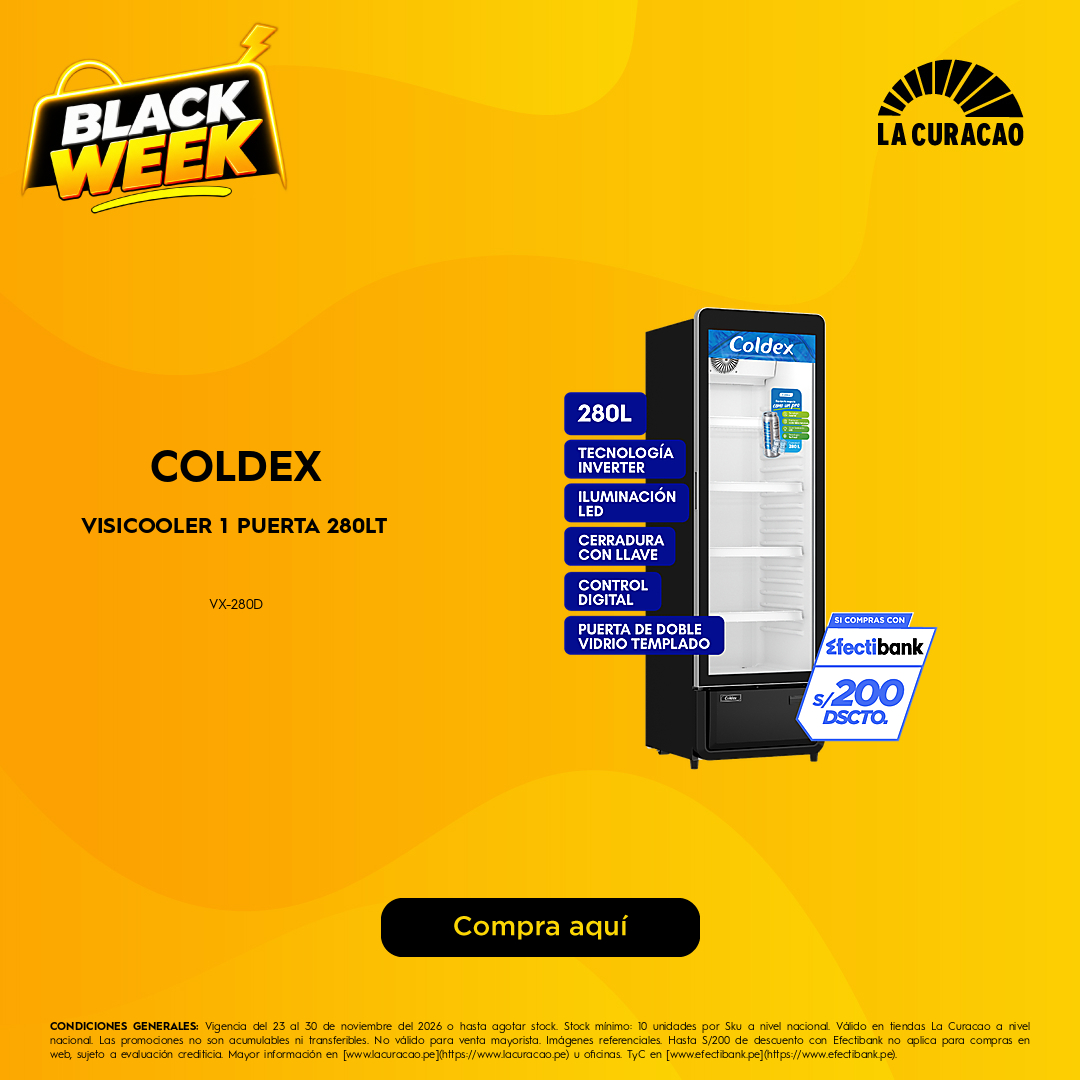 BLACK
WEEK
LA CURACAO
Coldex
280L
TECNOLOGÍA
INVERTER
ILUMINACIÓN
LED
CERRADURA
CON LLAVE
CONTROL
DIGITAL
PUERTA DE DOBLE
VIDRIO TEMPLADO
COLDEX
VISICOOLER 1 PUERTA 280LT
VX-280D
SI COMPRAS CON
Efectibank
S/200
DSCTO.
Compra aquí
CONDICIONES GENERALES: Vigencia del 23 al 30 de noviembre del 2026 o hasta agotar stock. Stock mínimo: 10 unidades por Sku a nivel nacional. Válido en tiendas La Curacao a nivel
nacional. Las promociones no son acumulables ni transferibles. No válido para venta mayorista. Imágenes referenciales. Hasta S/200 de descuento con Efectibank no aplica para compras en
web, sujeto a evaluación crediticia. Mayor información en [www.lacuracao.pe](https://www.lacuracao.pe) u oficinas. TyC en [www.efectibank.pe](https://www.efectibank.pe).